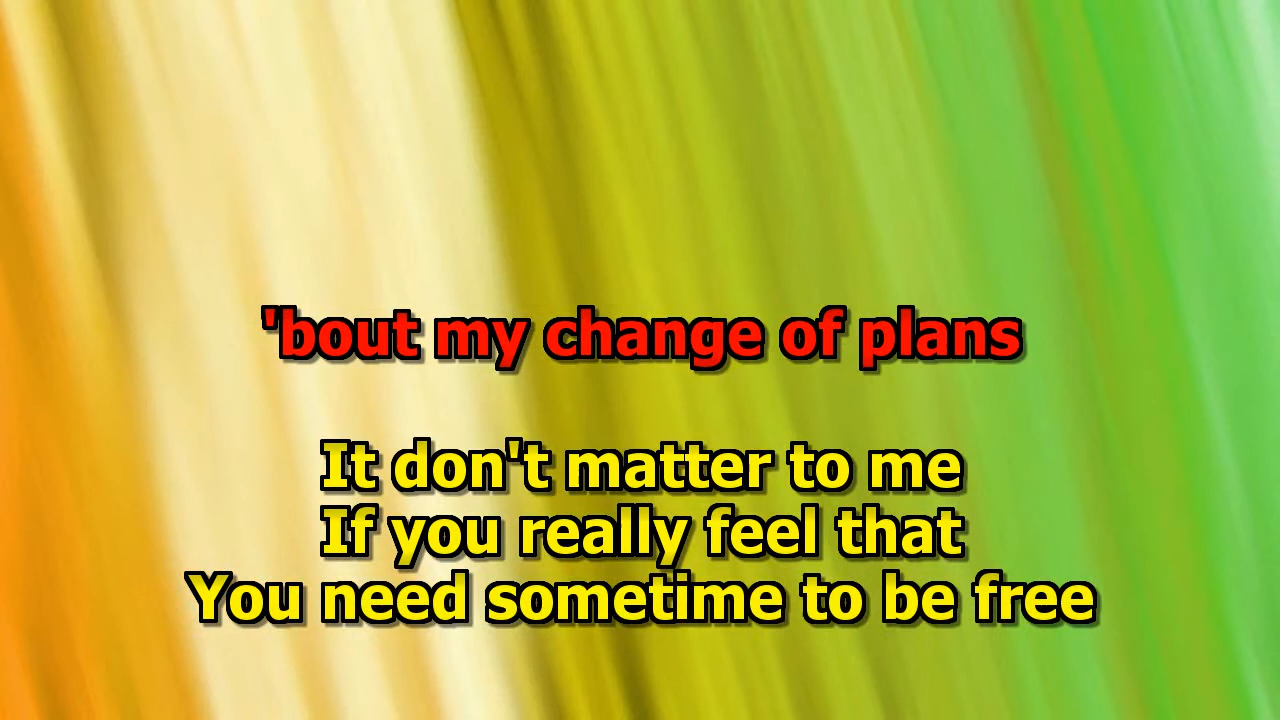 'bout my change of plans
It don't matter to me
If you really feel that
You need sometime to be free